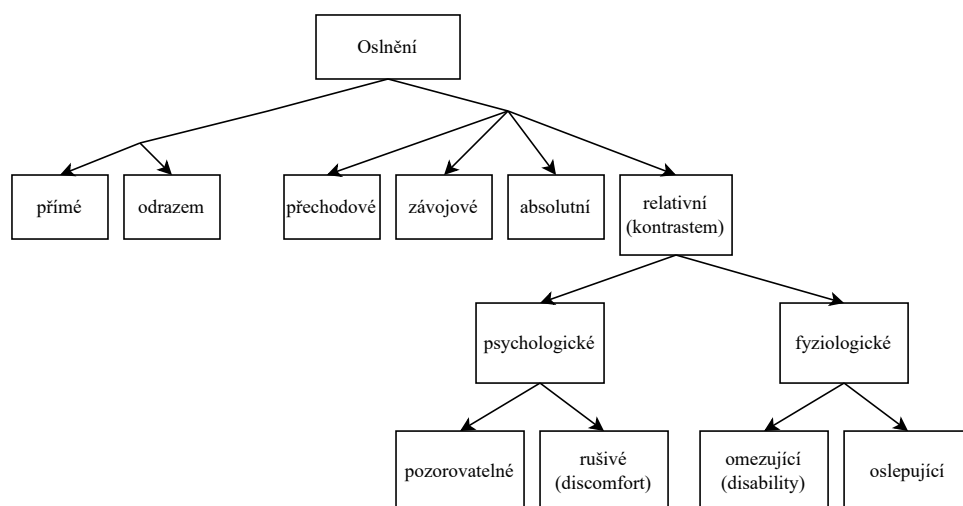 Oslnění
přímé
odrazem
přechodové
závojové
absolutní
relativní
(kontrastem)
psychologické
fyziologické
pozorovatelné
rušivé
(discomfort)
omezující
(disability)
oslepující